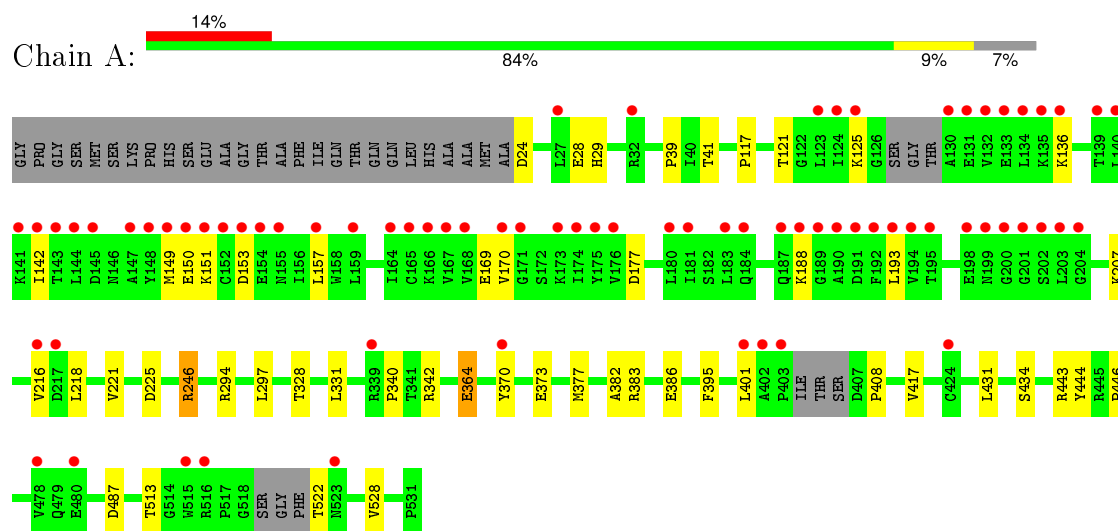 14%
Chain A:
84% 9% 7%
GLY PRO GLY SER MET SER LYS PRO HIS SER GLU ALA GLY THR ALA PHE ILE GLN THR GLN GLN LEU HIS ALA ALA MET ALA D24 L27 E28 H29 R32 P39 I40 T41 P117 T121 G122 L123 I124 K125 G126 SER GLY THR A130 E131 V132 E133 L134 K135 K136 T139 L140
K141 I142 T143 L144 D145 N146 A147 Y148 M149 E150 K151 C152 D153 E154 N155 I156 L157 W158 L159 I164 C165 K166 V167 V168 E169 V170 G171 S172 K173 I174 Y175 V176 D177 L180 I181 S182 L183 Q184 Q187 K188 G189 A190 D191 F192 L193 V194 T195 E198 N199 G200 G201 S202 L203 G204 K207
V216 D217 L218 V221 D225 R246 R294 L297 T328 L331 R339 P340 T341 R342 E364 Y370 E373 M377 A382 R383 E386 F395 L401 A402 P403 ILE THR SER D407 P408 V417 C424 L431 S434 R443 Y444 R445
V478 Q479 E480 D487 T513 G514 W515 R516 P517 G518 SER GLY PHE T522 N523 V528 P531